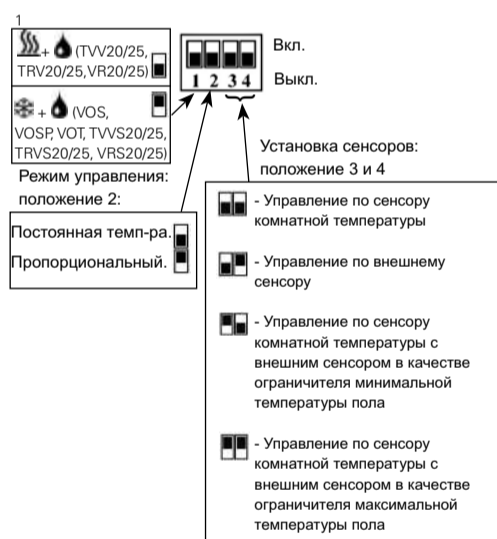 1
+ (TVV20/25,
TRV20/25, VR20/25)
+ (VOS,
VOSP, VOT, TVVS20/25,
TRVS20/25, VRS20/25)
1 2 3 4
Вкл.
Выкл.
Режим управления:
положение 2:
Постоянная темп-ра.
Пропорциональный.
Установка сенсоров:
положение 3 и 4
- Управление по сенсору
комнатной температуры
- Управление по внешнему
сенсору
- Управление по сенсору
комнатной температуры с
внешним сенсором в качестве
ограничителя минимальной
температуры пола
- Управление по сенсору
комнатной температуры с
внешним сенсором в качестве
ограничителя максимальной
температуры пола